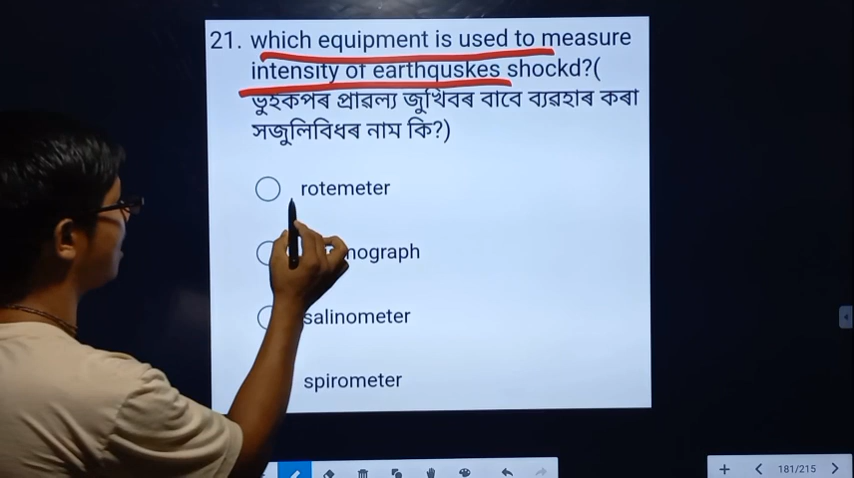 21. which equipment is used to measure
intensity of earthquskes shockd?(
ভুইকপৰ প্ৰাৱল্য জুখিবৰ বাবে ব্যৱহাৰ কৰা
সজুলিবিধৰ নাম কি?)
rotemeter
nograph
salinometer
spirometer
181/215